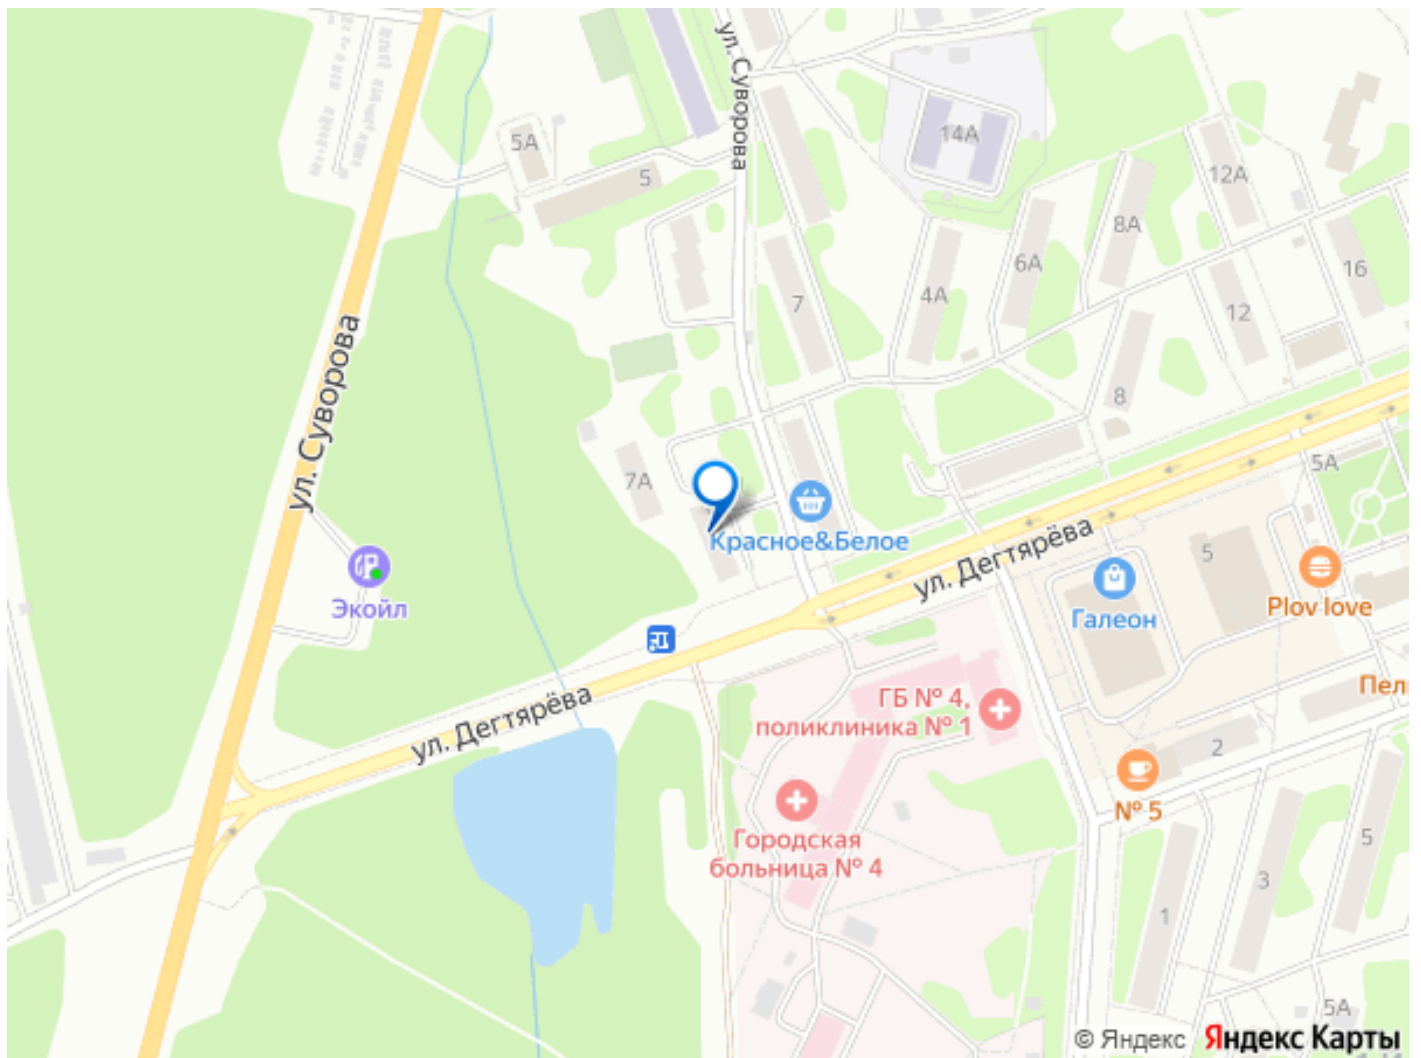 ул. Суворова
5А
14А
5
12А
8А
6А
16
4А
7
12
ул. Суворова
8
5А
7А
Красное&Белое
ул. Дегтярёва
5
Экойл
Галеон
Plov love
ул. Дегтярёва
ГБ № 4,
поликлиника № 1
Пел
2
№ 5
Городская
больница № 4
5
3
1
5А
© Яндекс Яндекс Карты